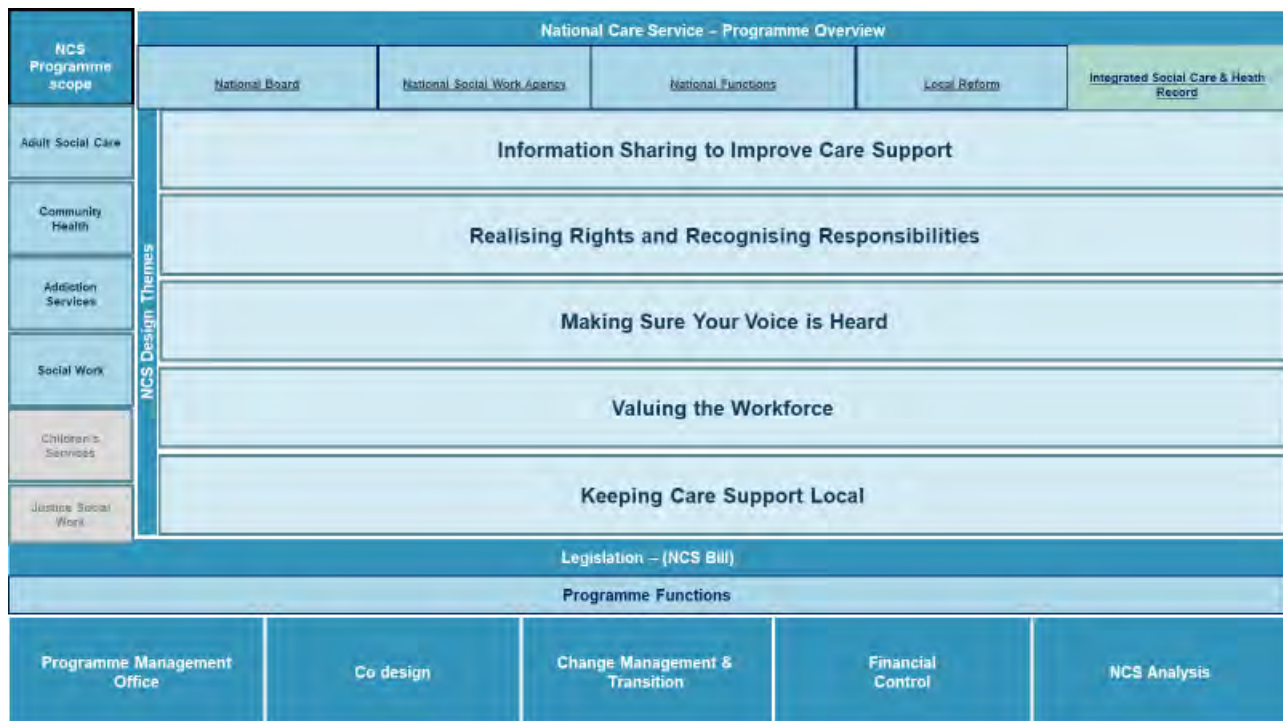 NCS
Programme
scope
National Care Service – Programme Overview
National Board
National Social Work Agency
National Functions
Local Reform
Integrated Social Care & Heath
Record
Adult Social Care
Community
Health
Addiction
Services
Social Work
Children's
Services
Justice Social
Work
NCS Design Themes
Information Sharing to Improve Care Support
Realising Rights and Recognising Responsibilities
Making Sure Your Voice is Heard
Valuing the Workforce
Keeping Care Support Local
Legislation – (NCS Bill)
Programme Functions
Programme Management
Office
Co design
Change Management &
Transition
Financial
Control
NCS Analysis